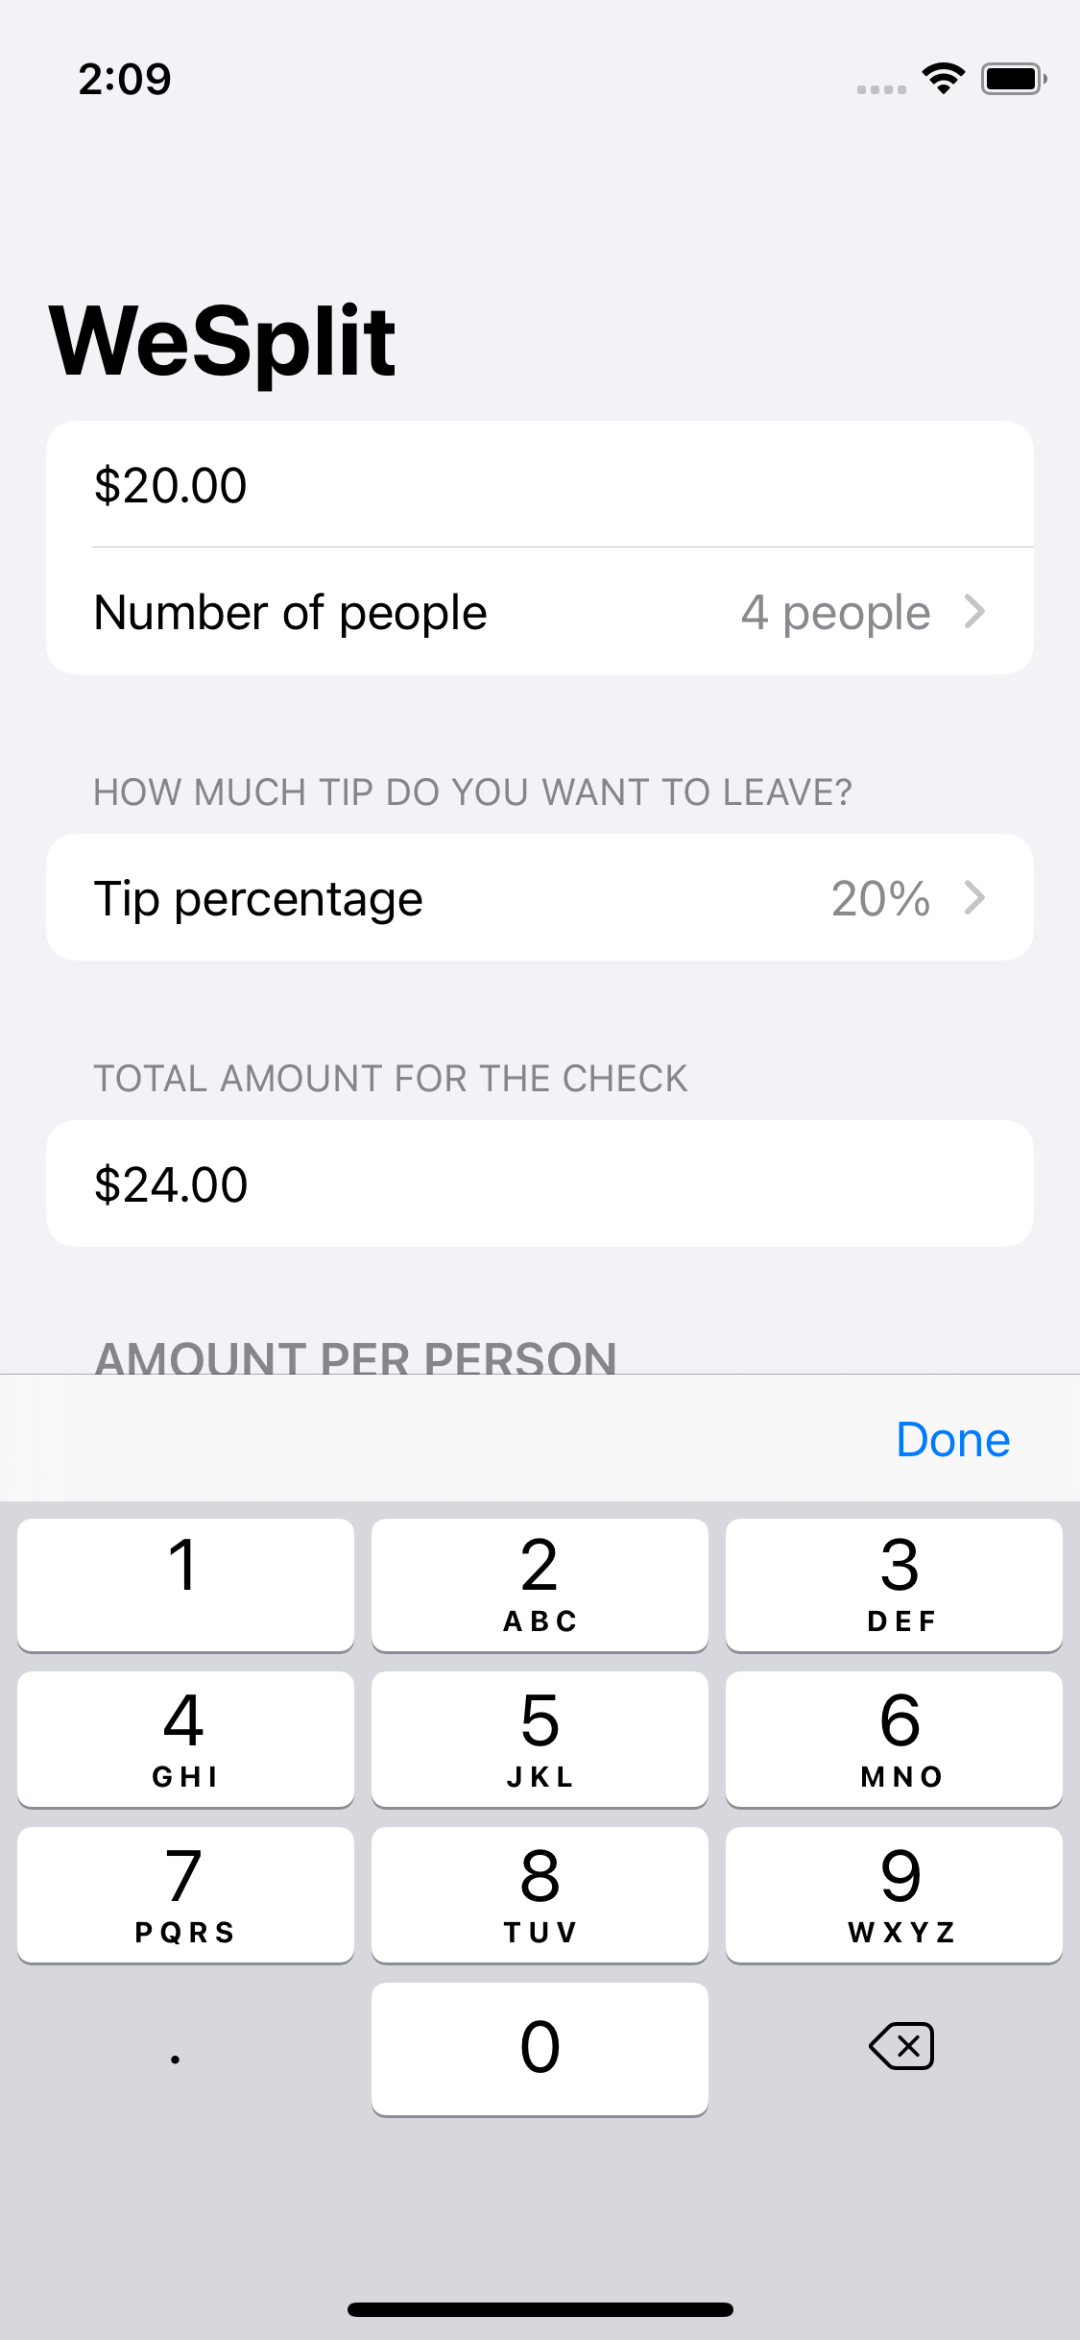 2:09
WeSplit
$20.00
Number of people 4 people
HOW MUCH TIP DO YOU WANT TO LEAVE?
Tip percentage 20%
TOTAL AMOUNT FOR THE CHECK
$24.00
AMOUNT PER PERSON
Done
1 2 3
ABC DEF
4 5 6
GHI JKL MNO
7 8 9
PQRS TUV WXYZ
. 0